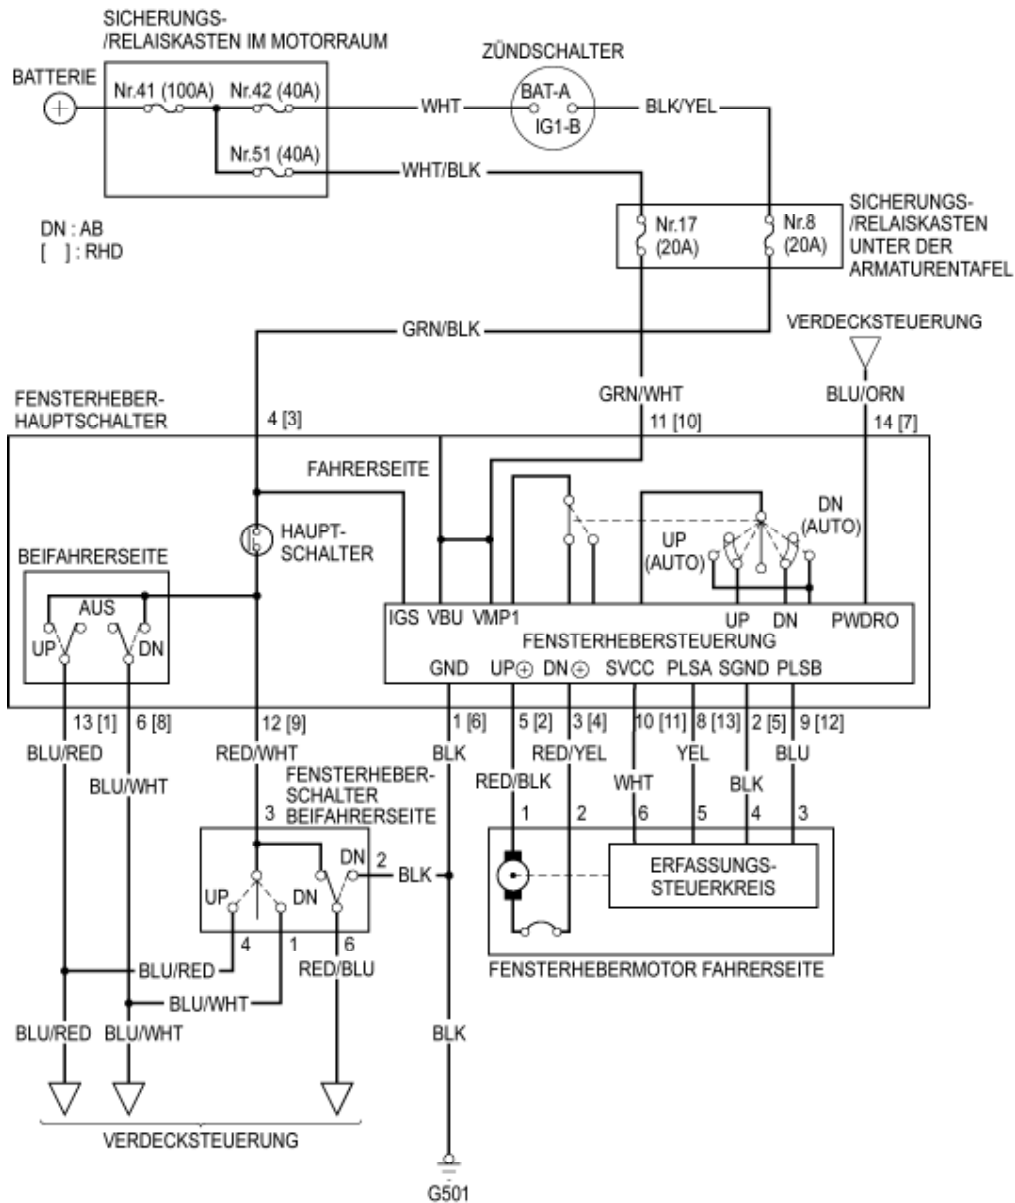 SICHERUNGS-
/RELAISKASTEN IM MOTORRAUM
BATTERIE
Nr.41 (100A)
Nr.42 (40A)
Nr.51 (40A)
WHT
ZÜNDSCHALTER
BAT-A
IG1-B
BLK/YEL
WHT/BLK
DN : AB
[ ] : RHD
Nr.17
(20A)
Nr.8
(20A)
SICHERUNGS-
/RELAISKASTEN
UNTER DER
ARMATURENTAFEL
GRN/BLK
VERDECKSTEUERUNG
GRN/WHT
BLU/ORN
FENSTERHEBER-
HAUPTSCHALTER
4 [3]
11 [10]
14 [7]
FAHRERSEITE
HAUPT-
SCHALTER
BEIFAHRERSEITE
AUS
UP
DN
UP
(AUTO)
DN
(AUTO)
IGS
VBU
VMP1
UP
DN
PWDRO
FENSTERHEBERSTEUERUNG
GND
UP⊕
DN⊕
SVCC
PLSA
SGND
PLSB
13 [1]
6 [8]
12 [9]
1 [6]
5 [2]
3 [4]
10 [11]
8 [13]
2 [5]
9 [12]
BLU/RED
BLU/WHT
RED/WHT
BLK
RED/BLK
RED/YEL
WHT
YEL
BLK
BLU
FENSTERHEBER-
SCHALTER
BEIFAHRERSEITE
3
1
2
6
5
4
3
UP
DN
DN
2
BLK
4
1
6
ERFASSUNGS-
STEUERKREIS
FENSTERHEBERMOTOR FAHRERSEITE
BLU/RED
BLU/WHT
RED/BLU
BLU/RED
BLU/WHT
BLK
VERDECKSTEUERUNG
G501